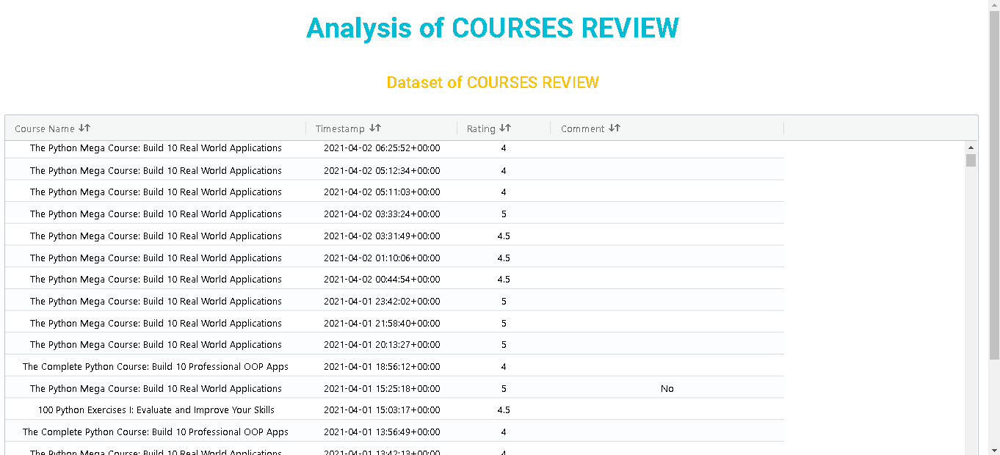 Analysis of COURSES REVIEW
Dataset of COURSES REVIEW
Course Name Timestamp Rating Comment
The Python Mega Course: Build 10 Real World Applications 2021-04-02 06:25:52+00:00 4
The Python Mega Course: Build 10 Real World Applications 2021-04-02 05:12:34+00:00 4
The Python Mega Course: Build 10 Real World Applications 2021-04-02 05:11:03+00:00 4
The Python Mega Course: Build 10 Real World Applications 2021-04-02 03:33:24+00:00 5
The Python Mega Course: Build 10 Real World Applications 2021-04-02 03:31:49+00:00 4.5
The Python Mega Course: Build 10 Real World Applications 2021-04-02 01:10:06+00:00 4.5
The Python Mega Course: Build 10 Real World Applications 2021-04-02 00:44:54+00:00 4.5
The Python Mega Course: Build 10 Real World Applications 2021-04-01 23:42:02+00:00 5
The Python Mega Course: Build 10 Real World Applications 2021-04-01 21:58:40+00:00 5
The Python Mega Course: Build 10 Real World Applications 2021-04-01 20:13:27+00:00 5
The Complete Python Course: Build 10 Professional OOP Apps 2021-04-01 18:56:12+00:00 4
The Python Mega Course: Build 10 Real World Applications 2021-04-01 15:25:18+00:00 5 No
100 Python Exercises I: Evaluate and Improve Your Skills 2021-04-01 15:03:17+00:00 4.5
The Complete Python Course: Build 10 Professional OOP Apps 2021-04-01 13:56:49+00:00 4
The Python Mega Course: Build 10 Real World Applications 2021-04-01 13:42:13+00:00 4